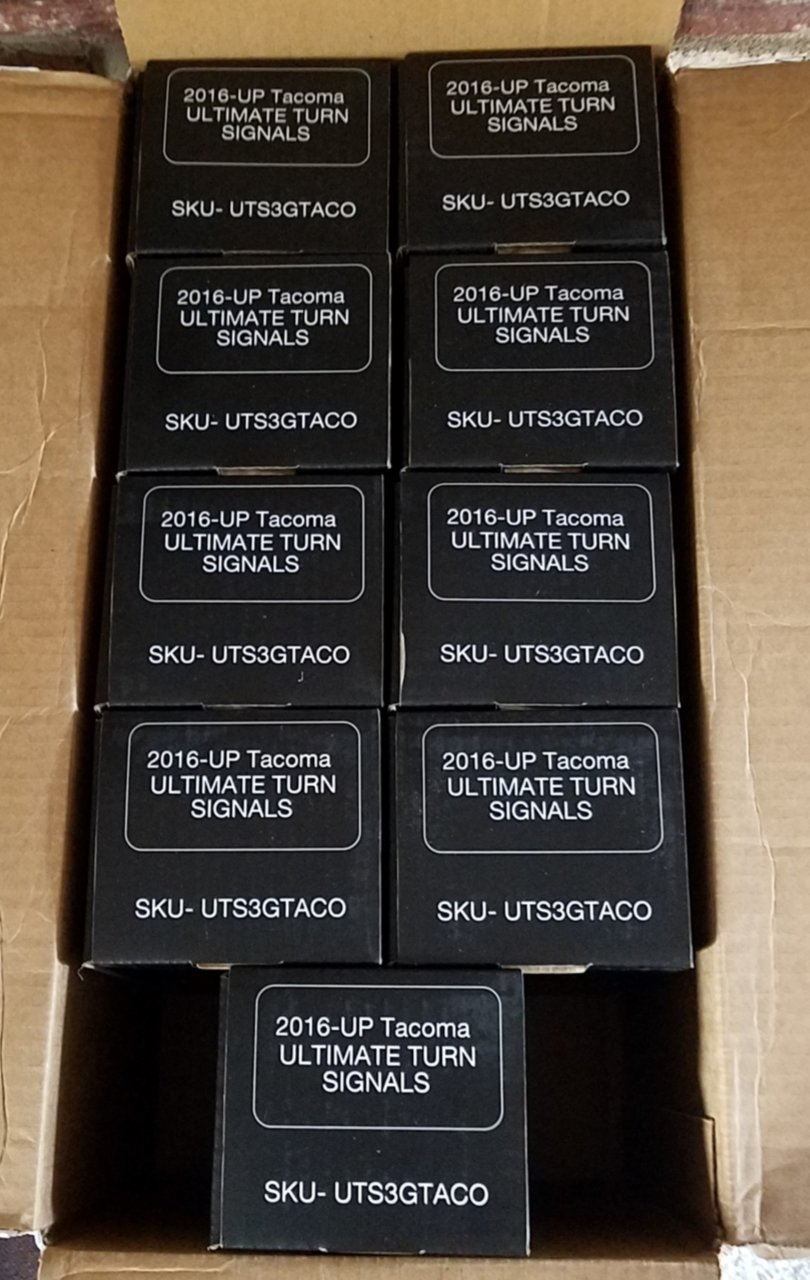 2016-UP Tacoma
ULTIMATE TURN
SIGNALS
SKU- UTS3GTACO
2016-UP Tacoma
ULTIMATE TURN
SIGNALS
SKU- UTS3GTACO
2016-UP Tacoma
ULTIMATE TURN
SIGNALS
SKU- UTS3GTACO
2016-UP Tacoma
ULTIMATE TURN
SIGNALS
SKU- UTS3GTACO
2016-UP Tacoma
ULTIMATE TURN
SIGNALS
SKU- UTS3GTACO
2016-UP Tacoma
ULTIMATE TURN
SIGNALS
SKU- UTS3GTACO
2016-UP Tacoma
ULTIMATE TURN
SIGNALS
SKU- UTS3GTACO
2016-UP Tacoma
ULTIMATE TURN
SIGNALS
SKU- UTS3GTACO
2016-UP Tacoma
ULTIMATE TURN
SIGNALS
SKU- UTS3GTACO